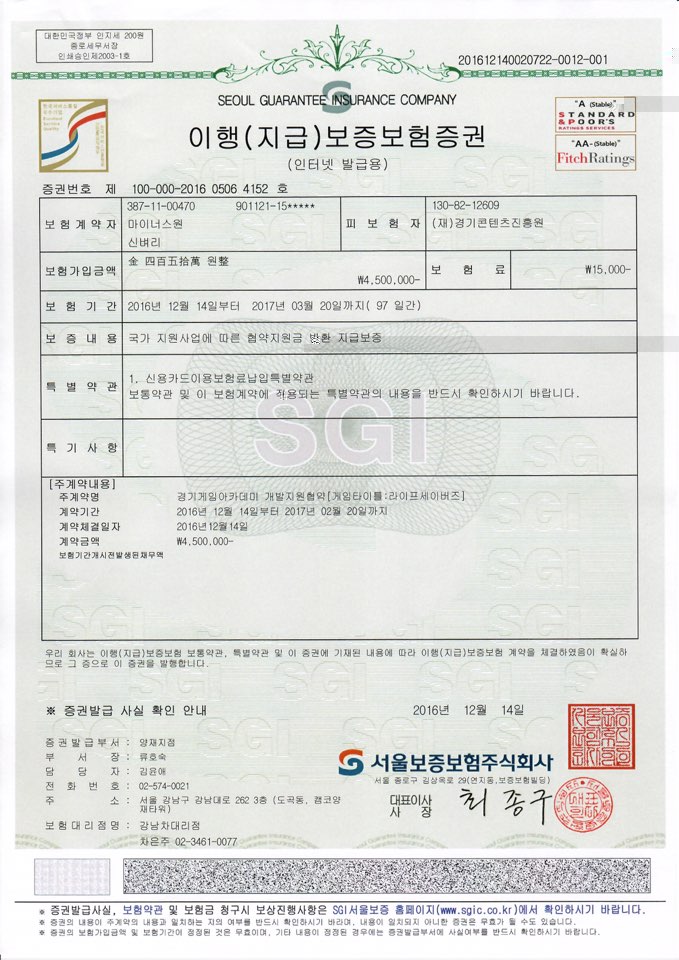 대한민국정부 인지세 200원
종로세무서장
인쇄승인제2003-1호
201612140020722-0012-001
SEOUL GUARANTEE INSURANCE COMPANY
이행(지급)보증보험증권
(인터넷 발급용)
"A (Stable)"
STANDARD
&POOR'S
RATINGS SERVICES
"AA-(Stable)"
FitchRatings
증권번호 제 100-000-2016 0506 4152 호
보험계약자
387-11-00470 901121-15*****
마이너스원
신벼리
피보험자
130-82-12609
(재)경기콘텐츠진흥원
보험가입금액
金 四百五拾萬 원整
₩4,500,000-
보험료
₩15,000-
보험기간
2016년 12월 14일부터 2017년 03월 20일까지( 97 일간)
보증내용
국가 지원사업에 따른 협약지원금 반환 지급보증
특별약관
1. 신용카드이용보험료납입특별약관
보통약관 및 이 보험계약에 적용되는 특별약관의 내용을 반드시 확인하시기 바랍니다.
특기사항
SGI
[주계약내용]
주계약명 경기게임아카데미 개발지원협약[게임타이틀:라이프세이버즈]
계약기간 2016년 12월 14일부터 2017년 02월 20일까지
계약체결일자 2016년12월14일
계약금액 ₩4,500,000-
보험기간개시전발생된채무액
우리 회사는 이행(지급)보증보험 보통약관, 특별약관 및 이 증권에 기재된 내용에 따라 이행(지급)보증보험 계약을 체결하였음이 확실하
므로 그 증으로 이 증권을 발행합니다.
※ 증권발급 사실 확인 안내
2016년 12월 14일
증권발급부서 : 양재지점
부서장 : 류호숙
담당자 : 김윤애
전화번호 : 02-574-0021
주소 : 서울 강남구 강남대로 262 3층 (도곡동, 캠코양
재타워)
보험대리점명 : 강남차대리점
차은주 02-3461-0077
서울보증보험주식회사
서울 종로구 김상옥로 29(연지동,보증보험빌딩)
대표이사
사장
최종구
※ 증권발급사실, 보험약관 및 보험금 청구시 보상진행사항은 SGI서울보증 홈페이지(www.sgic.co.kr)에서 확인하시기 바랍니다.
※ 증권의 내용이 주계약의 내용과 일치하는 지의 여부를 반드시 확인하시기 바라며, 내용이 일치되지 아니한 증권은 무효가 될 수도 있습니다.
※ 증권의 보험가입금액 및 보험기간이 정정된 것은 무효이며, 기타 내용이 정정된 경우에는 증권발급부서에 사실여부를 반드시 확인하시기 바랍니다.